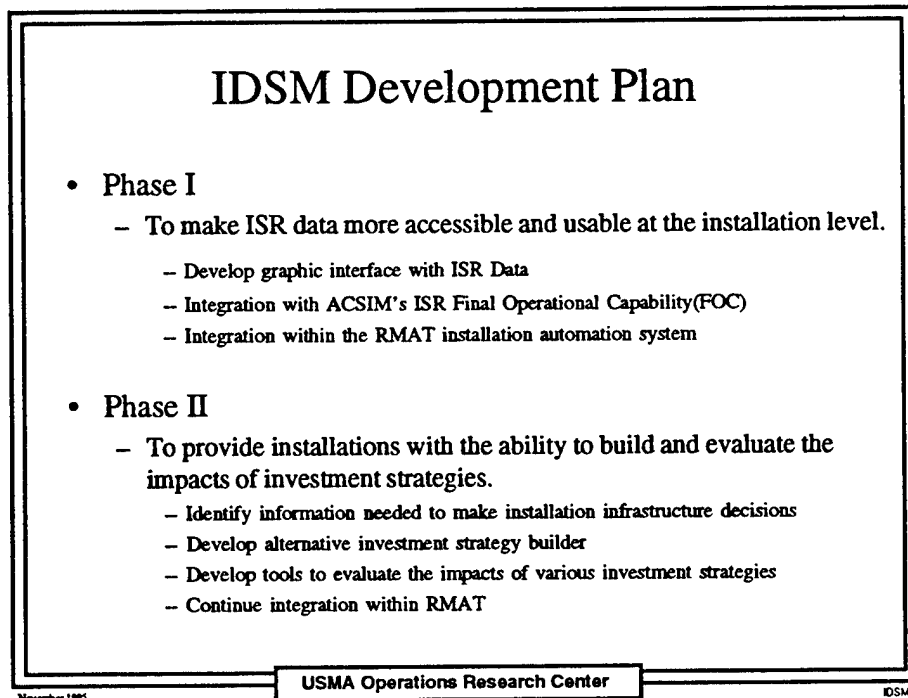 IDSM Development Plan
• Phase I
– To make ISR data more accessible and usable at the installation level.
– Develop graphic interface with ISR Data
– Integration with ACSIM's ISR Final Operational Capability(FOC)
– Integration within the RMAT installation automation system
• Phase II
– To provide installations with the ability to build and evaluate the
impacts of investment strategies.
– Identify information needed to make installation infrastructure decisions
– Develop alternative investment strategy builder
– Develop tools to evaluate the impacts of various investment strategies
– Continue integration within RMAT
USMA Operations Research Center
November 1995
IDSM